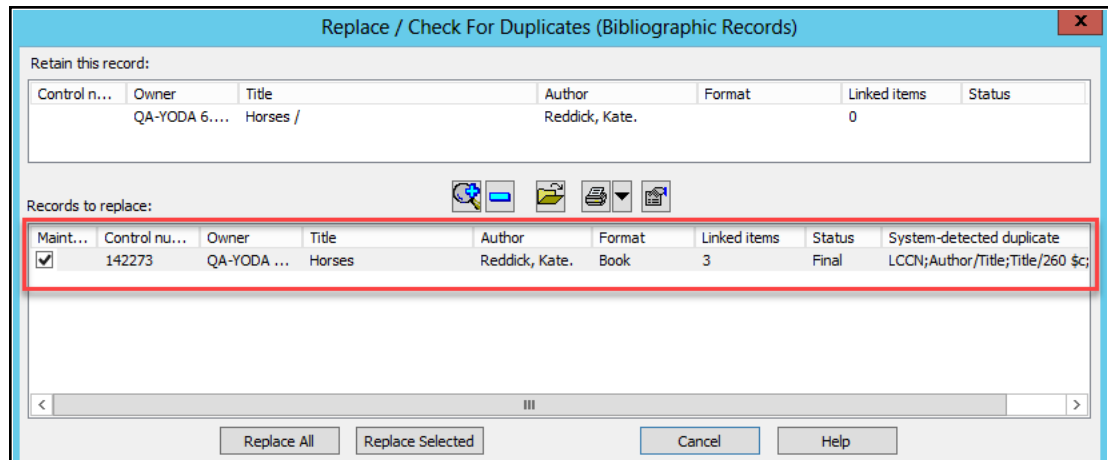 Replace / Check For Duplicates (Bibliographic Records)
x
Retain this record:
Control n... Owner Title Author Format Linked items Status
QA-YODA 6.... Horses / Reddick, Kate. 0
Records to replace:
Maint... Control nu... Owner Title Author Format Linked items Status System-detected duplicate
142273 QA-YODA ... Horses Reddick, Kate. Book 3 Final LCCN;Author/Title;Title/260 $c;
Replace All Replace Selected Cancel Help